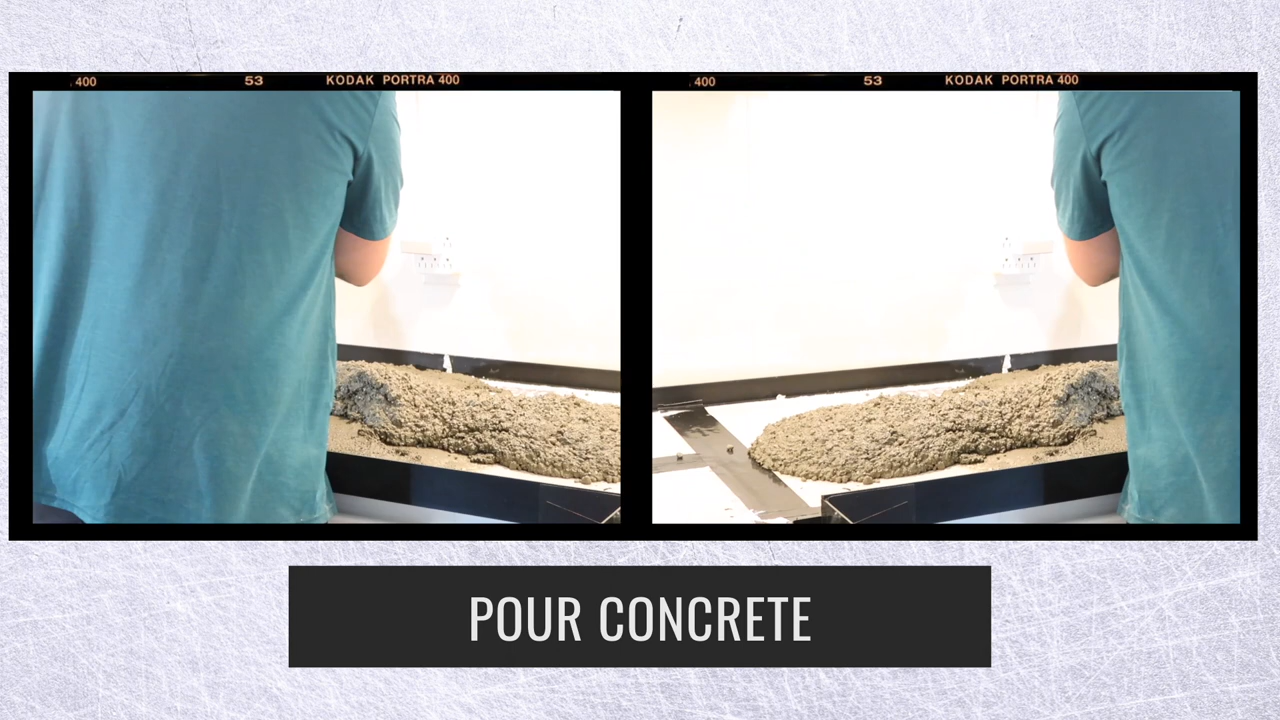 400 53 KODAK PORTRA 400 400 53 KODAK PORTRA 400
POUR CONCRETE